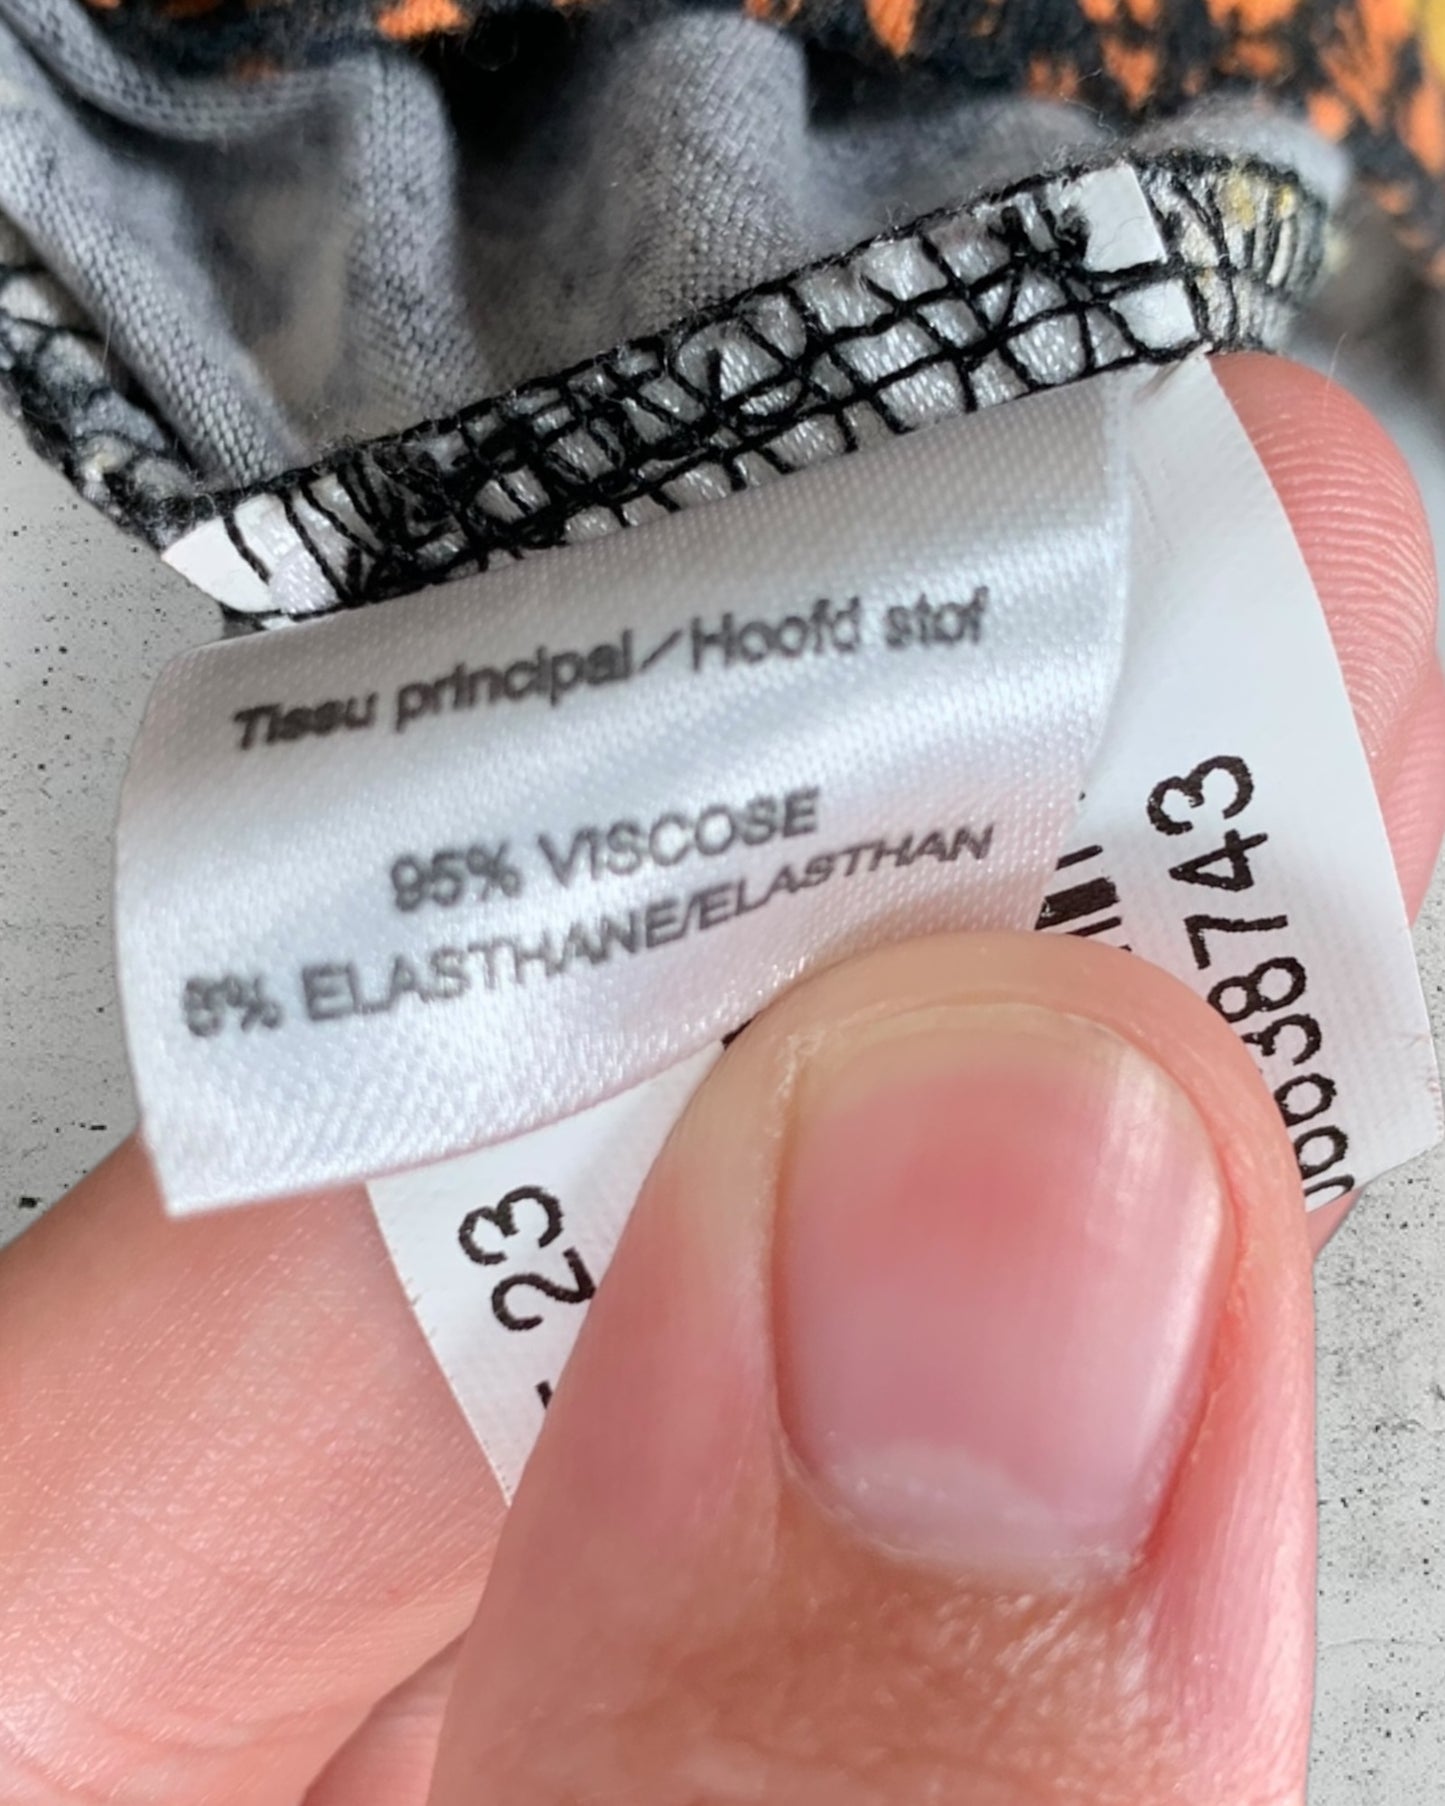 Tissu principal/Hoofd stof
95% VISCOSE
5% ELASTHANE/ELASTHAN
23
38743